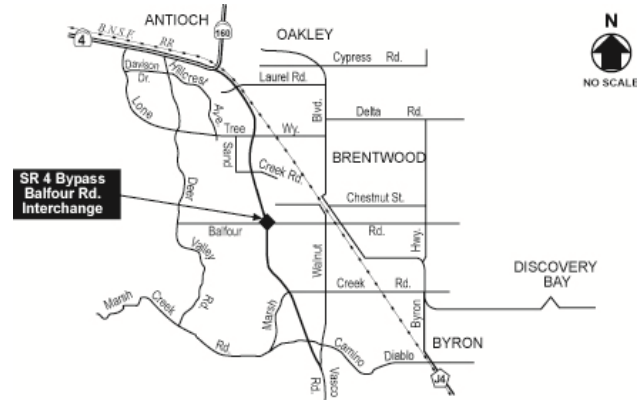 ANTIOCH
160
OAKLEY
N
NO SCALE
4
B.N.S.F. RR
Cypress Rd.
Davison Dr.
Hillcrest Ave
Laurel Rd.
Blvd.
Delta Rd.
Lone Tree Wy.
Sand Creek Rd.
BRENTWOOD
SR 4 Bypass
Balfour Rd.
Interchange
Deer Valley Rd
Chestnut St.
Balfour Rd.
Walnut
Byron Hwy.
DISCOVERY
BAY
Marsh Creek Rd.
Marsh Creek Rd.
Camino Diablo
BYRON
Vasco Rd.
J4